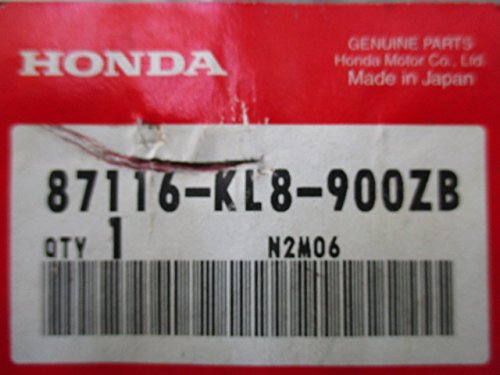 HONDA
GENUINE PARTS
Honda Motor Co., Ltd.
Made in Japan
87116-KL8-900ZB
QTY 1 N2M06